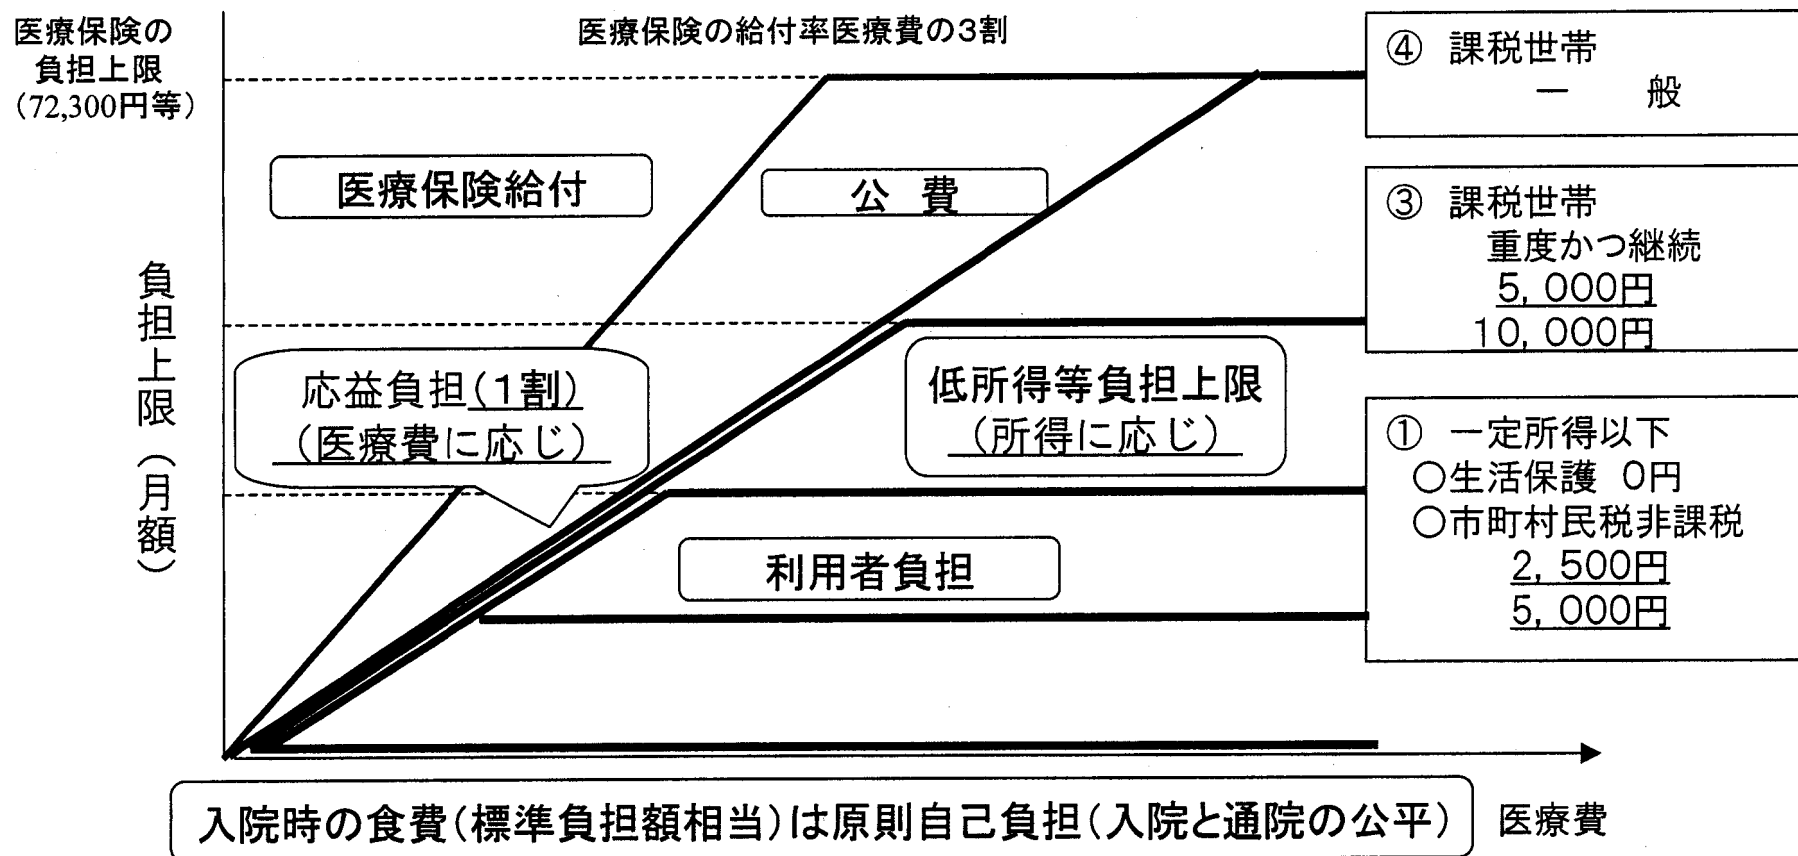 医療保険の
負担上限
（72,300円等）
医療保険の給付率医療費の3割
④ 課税世帯
一 般
医療保険給付
公 費
③ 課税世帯
重度かつ継続
5,000円
10,000円
負担上限（月額）
応益負担（1割）
（医療費に応じ）
低所得等負担上限
（所得に応じ）
① 一定所得以下
○生活保護 0円
○市町村民税非課税
2,500円
5,000円
利用者負担
入院時の食費（標準負担額相当）は原則自己負担（入院と通院の公平）
医療費